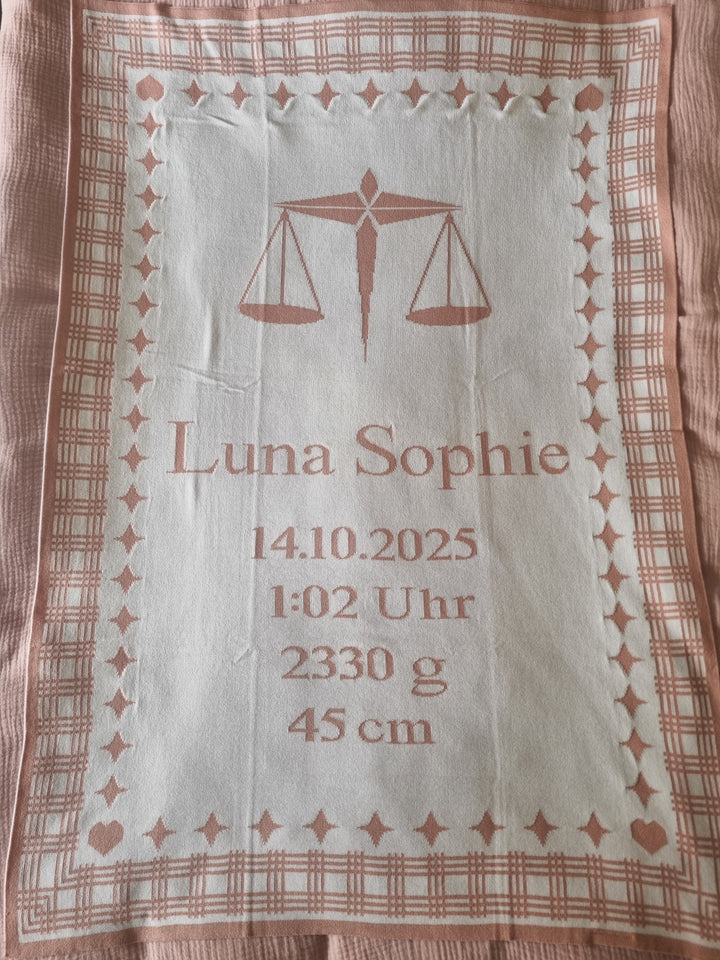 Luna Sophie
14.10.2025
1:02 Uhr
2330 g
45 cm